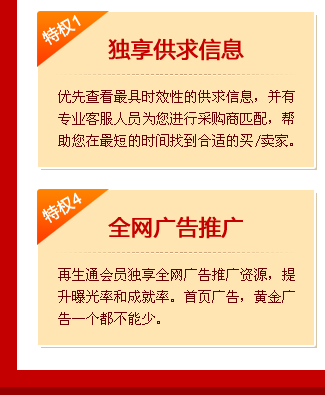 特权1
独享供求信息
优先查看最具时效性的供求信息，并有
专业客服人员为您进行采购商匹配，帮
助您在最短的时间找到合适的买/卖家。
特权4
全网广告推广
再生通会员独享全网广告推广资源，提
升曝光率和成就率。首页广告，黄金广
告一个都不能少。